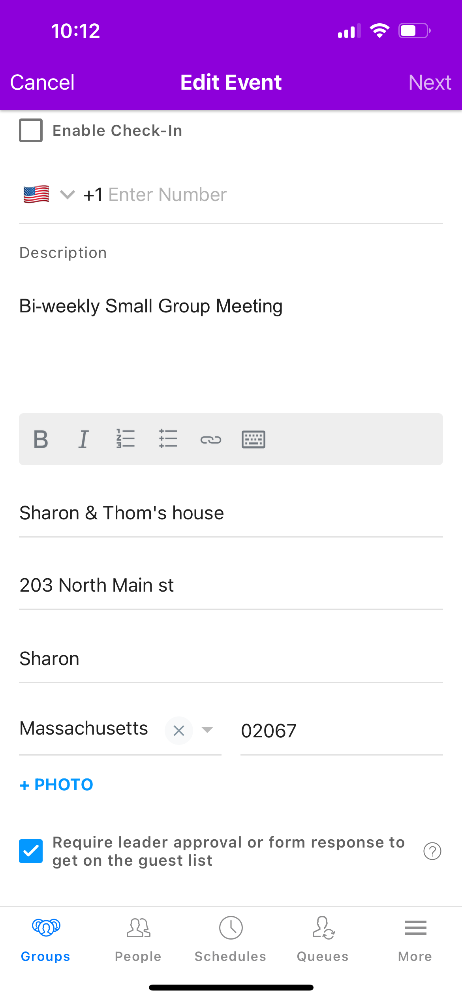 10:12
Cancel
Edit Event
Next
Enable Check-In
+1 Enter Number
Description
Bi-weekly Small Group Meeting
B I
Sharon & Thom's house
203 North Main st
Sharon
Massachusetts
02067
+ PHOTO
Require leader approval or form response to
get on the guest list
?
Groups
People
Schedules
Queues
More